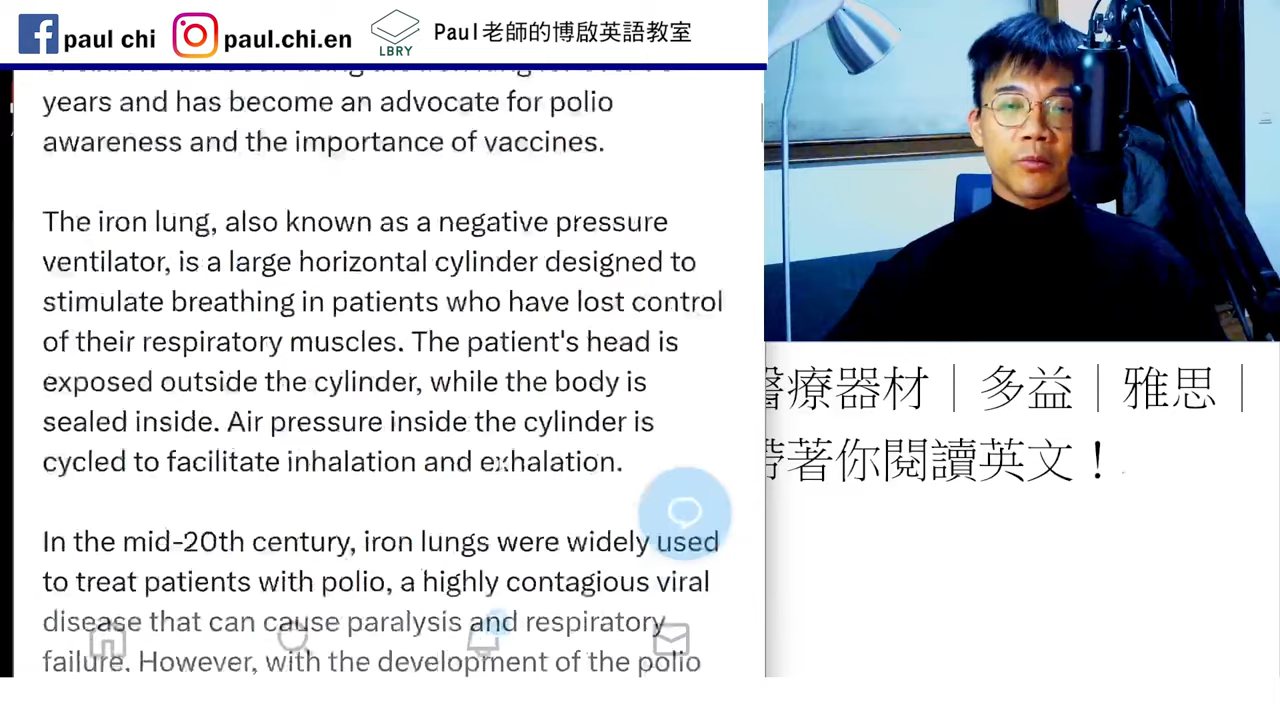 paul chi
paul.chi.en
LBRY
Paul老師的博啟英語教室
years and has become an advocate for polio
awareness and the importance of vaccines.
The iron lung, also known as a negative pressure
ventilator, is a large horizontal cylinder designed to
stimulate breathing in patients who have lost control
of their respiratory muscles. The patient's head is
exposed outside the cylinder, while the body is
sealed inside. Air pressure inside the cylinder is
cycled to facilitate inhalation and exhalation.
In the mid-20th century, iron lungs were widely used
to treat patients with polio, a highly contagious viral
disease that can cause paralysis and respiratory
failure. However, with the development of the polio
療器材｜多益｜雅思｜
著你閱讀英文！